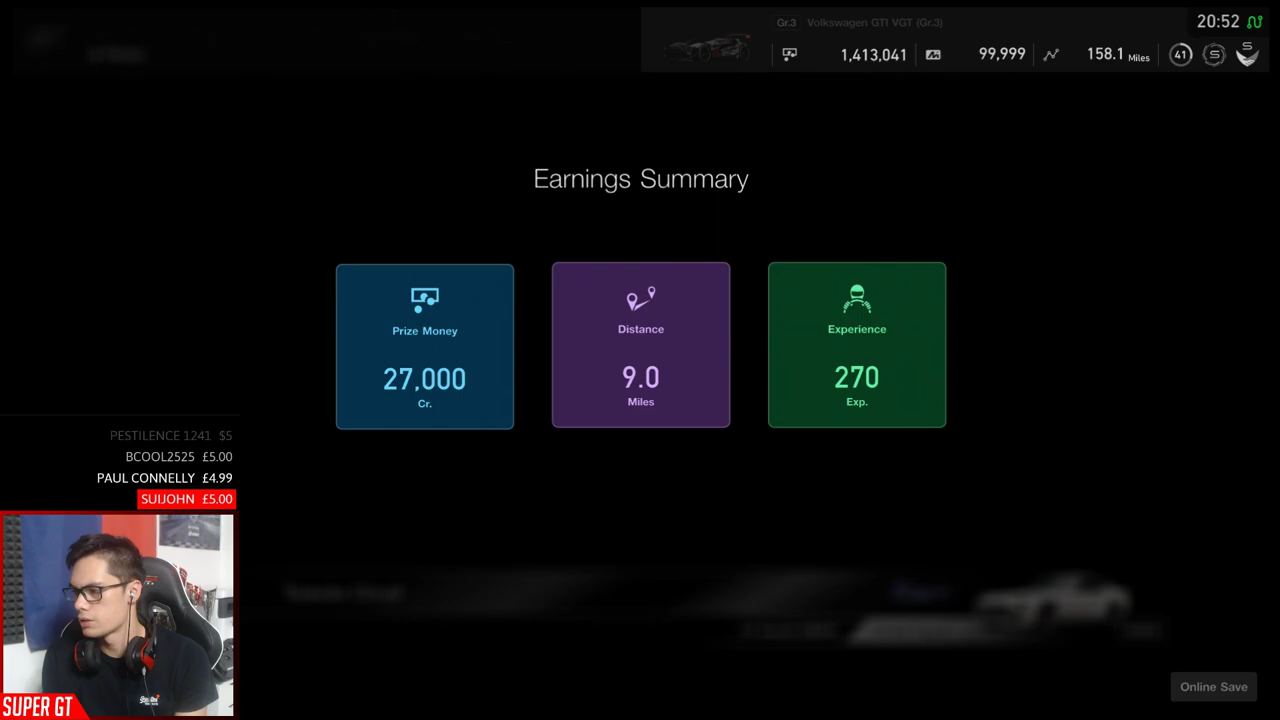 Gr.3 Volkswagen GTI VGT (Gr.3)
20:52
1,413,041
99,999
158.1 Miles
41
S
S
Earnings Summary
Prize Money
27,000
Cr.
Distance
9.0
Miles
Experience
270
Exp.
PESTILENCE 1241 $5
BCOOL2525 £5.00
PAUL CONNELLY £4.99
SUIJOHN £5.00
SUPER GT
Online Save